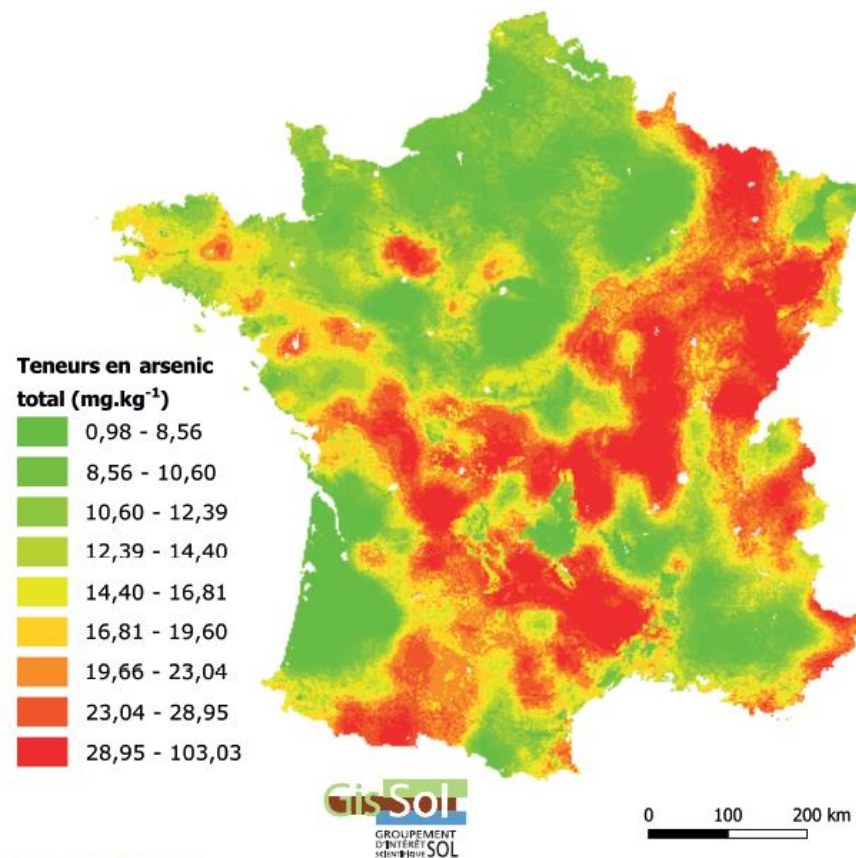 Teneurs en arsenic
total (mg.kg-1)
0,98 - 8,56
8,56 - 10,60
10,60 - 12,39
12,39 - 14,40
14,40 - 16,81
16,81 - 19,60
19,66 - 23,04
23,04 - 28,95
28,95 - 103,03
GisSol
GROUPEMENT
D'INTÉRÊT
SCIENTIFIQUE SOL
0 100 200 km